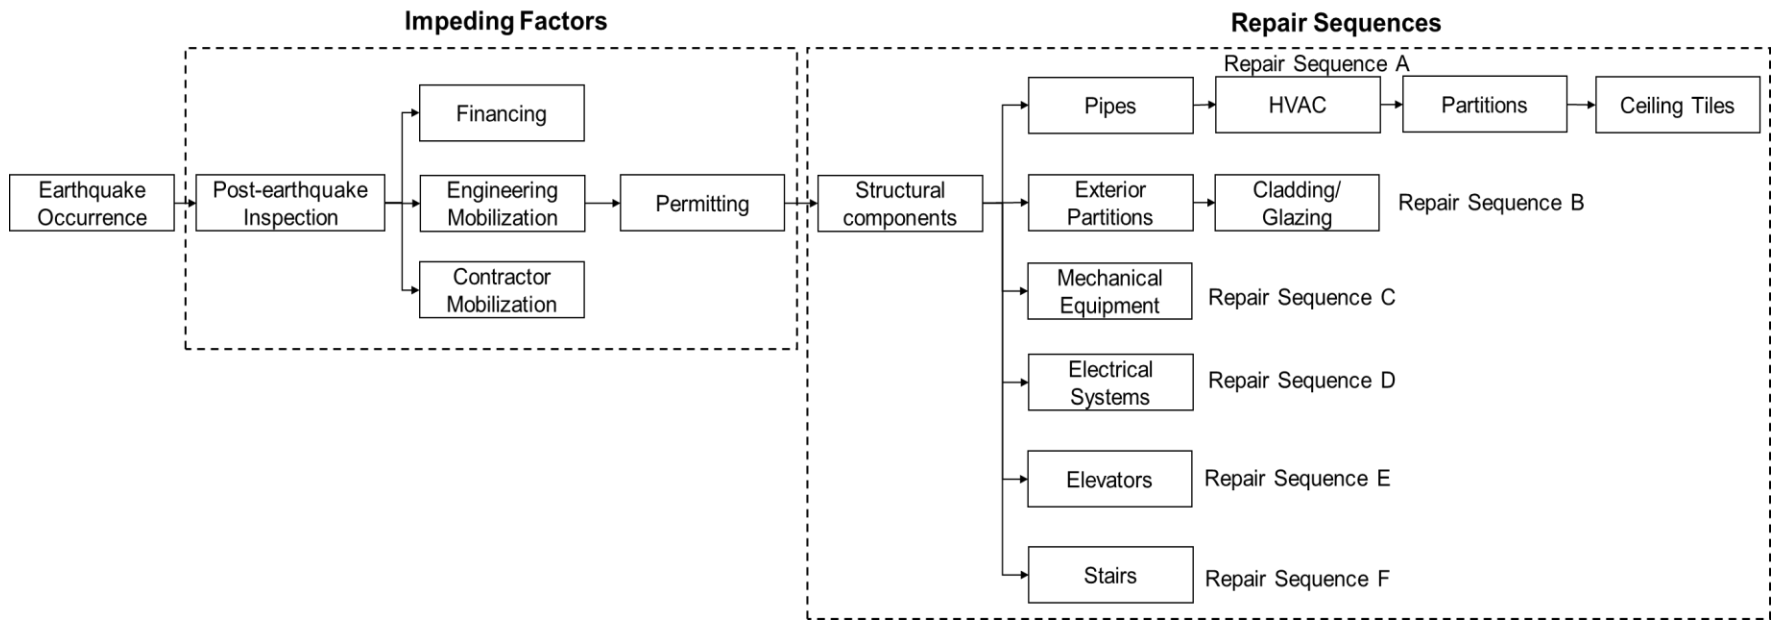 Impeding Factors
Repair Sequences
Repair Sequence A
Financing
Pipes
HVAC
Partitions
Ceiling Tiles
Earthquake
Occurrence
Post-earthquake
Inspection
Engineering
Mobilization
Permitting
Structural
components
Exterior
Partitions
Cladding/
Glazing
Repair Sequence B
Contractor
Mobilization
Mechanical
Equipment
Repair Sequence C
Electrical
Systems
Repair Sequence D
Elevators
Repair Sequence E
Stairs
Repair Sequence F